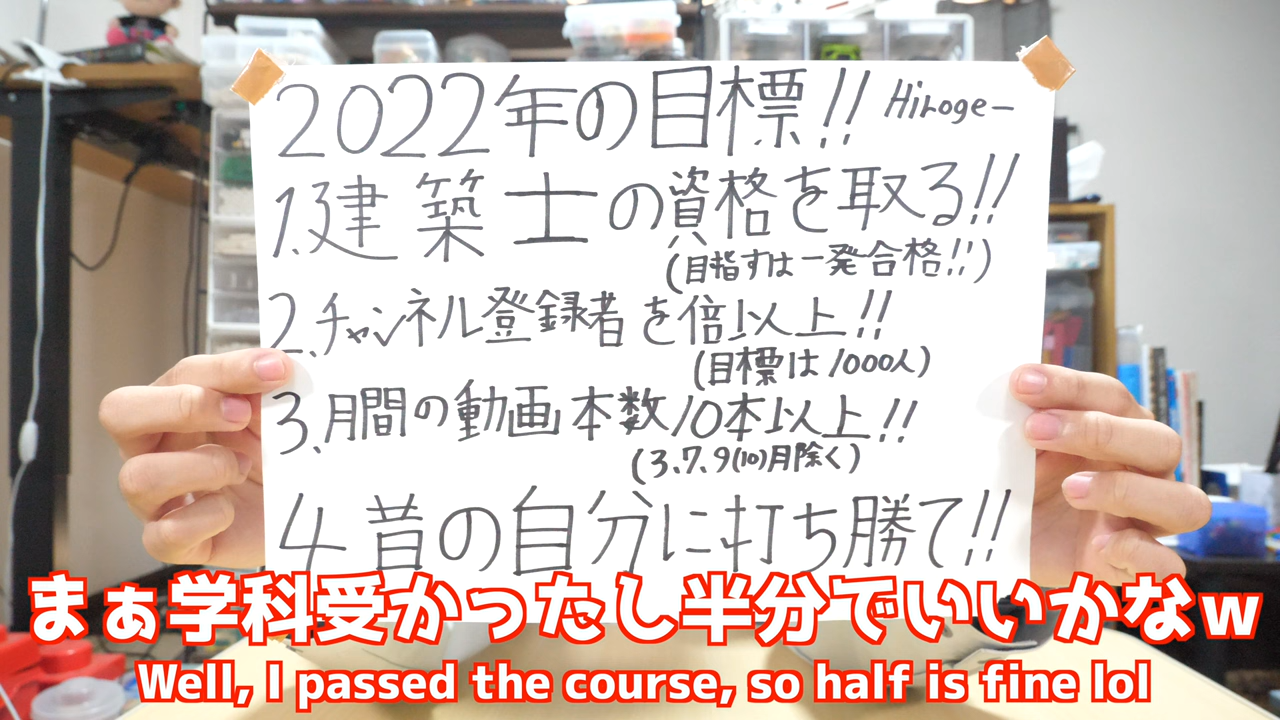 2022年の目標!! Hiroge-
1.建築士の資格を取る!!
(目指すは一発合格!!)
2.チャンネル登録者を倍以上!!
(目標は1000人)
3.月間の動画本数10本以上!!
(3.7.9(10)月除く)
4昔の自分に打ち勝て!!
まぁ学科受かったし半分でいいかなw
Well, I passed the course, so half is fine lol